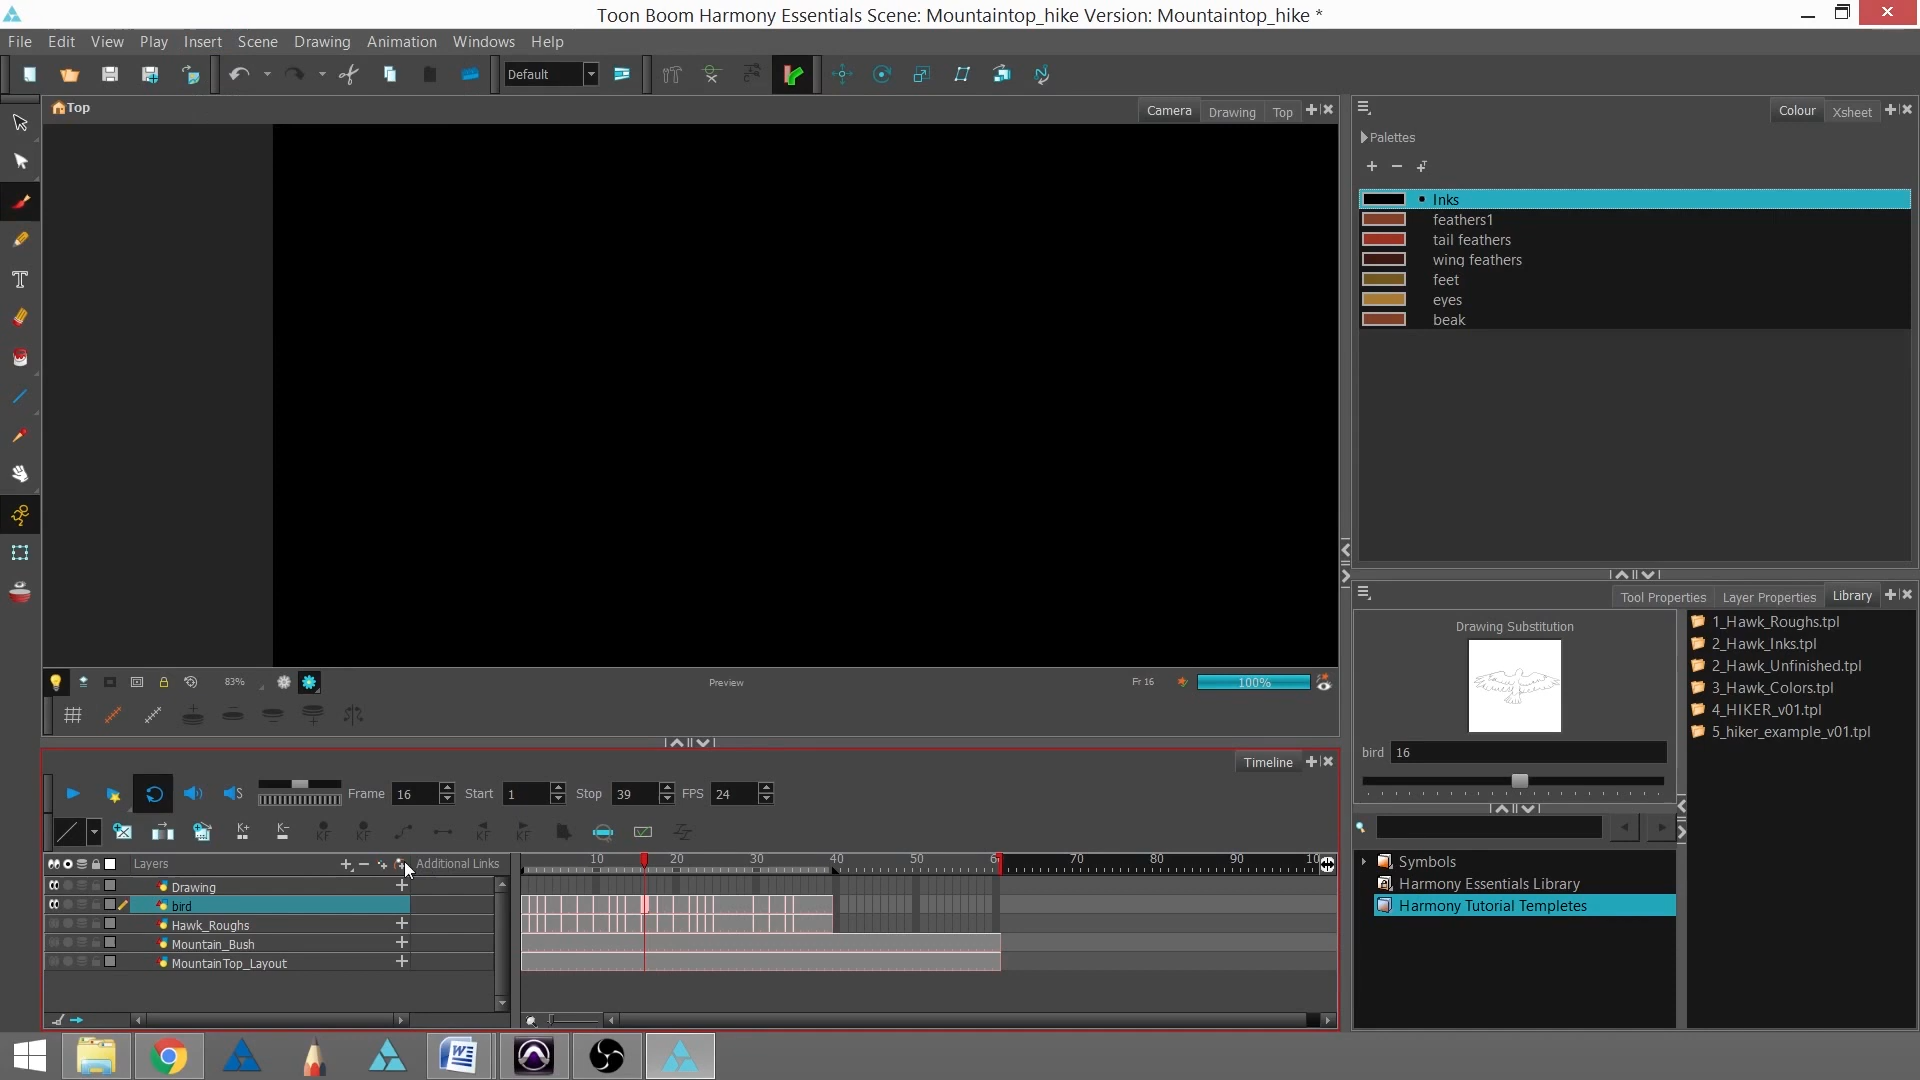 Toon Boom Harmony Essentials Scene: Mountaintop_hike Version: Mountaintop_hike *
File Edit View Play Insert Scene Drawing Animation Windows Help
Default
Top
Camera Drawing Top
Colour Xsheet
Palettes
Inks
feathers1
tail feathers
wing feathers
feet
eyes
beak
83% Preview Fr 16 100%
Tool Properties Layer Properties Library
Drawing Substitution
bird 16
1_Hawk_Roughs.tpl
2_Hawk_Inks.tpl
2_Hawk_Unfinished.tpl
3_Hawk_Colors.tpl
4_HIKER_v01.tpl
5_hiker_example_v01.tpl
Symbols
Harmony Essentials Library
Harmony Tutorial Templetes
Timeline
Frame 16 Start 1 Stop 39 FPS 24
Layers Additional Links 10 20 30 40 50 70 80 90
Drawing
bird
Hawk_Roughs
Mountain_Bush
MountainTop_Layout